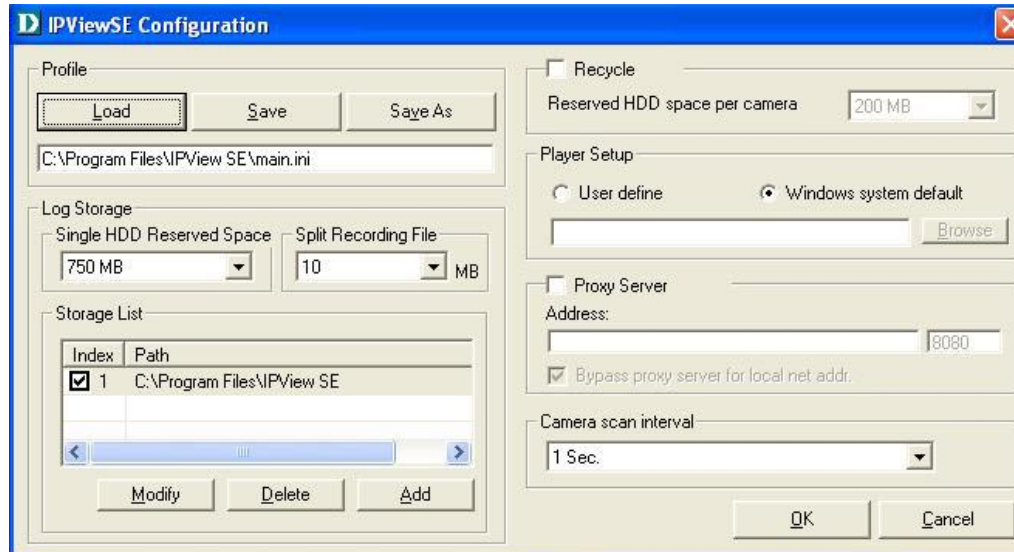 D IPViewSE Configuration
Profile
Load Save Save As
C:\Program Files\IPView SE\main.ini
Log Storage
Single HDD Reserved Space
750 MB
Split Recording File
10 MB
Storage List
Index Path
1 C:\Program Files\IPView SE
Modify Delete Add
Recycle
Reserved HDD space per camera 200 MB
Player Setup
User define Windows system default
Browse
Proxy Server
Address:
8080
Bypass proxy server for local net addr.
Camera scan interval
1 Sec.
OK Cancel